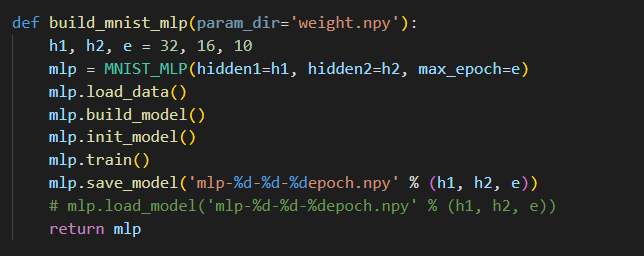 def build_mnist_mlp(param_dir='weight.npy'):
    h1, h2, e = 32, 16, 10
    mlp = MNIST_MLP(hidden1=h1, hidden2=h2, max_epoch=e)
    mlp.load_data()
    mlp.build_model()
    mlp.init_model()
    mlp.train()
    mlp.save_model('mlp-%d-%d-%depoch.npy' % (h1, h2, e))
    # mlp.load_model('mlp-%d-%d-%depoch.npy' % (h1, h2, e))
    return mlp